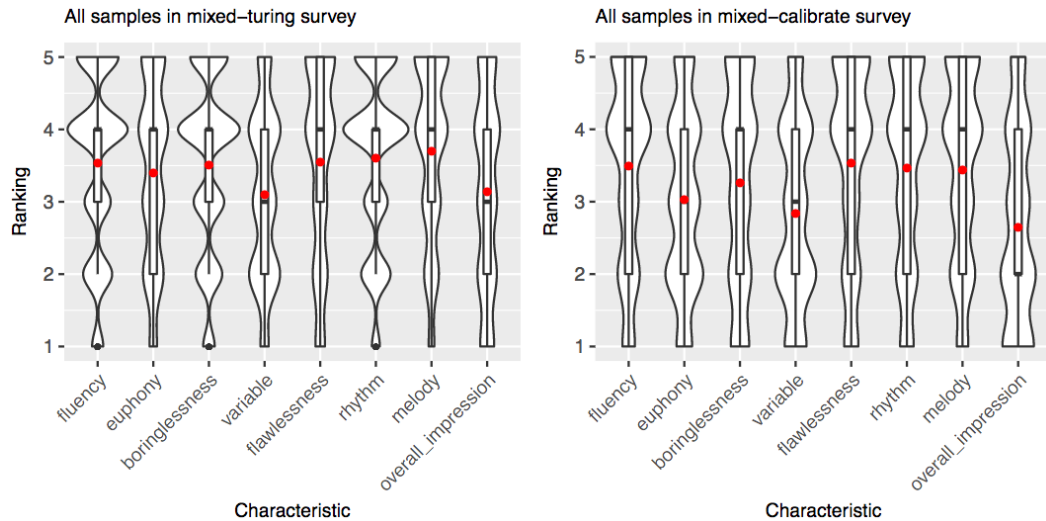 All samples in mixed−turing survey
Ranking
5
4
3
2
1
fluency
euphony
boringlessness
variable
flawlessness
rhythm
melody
overall_impression
Characteristic
All samples in mixed−calibrate survey
Ranking
5
4
3
2
1
fluency
euphony
boringlessness
variable
flawlessness
rhythm
melody
overall_impression
Characteristic